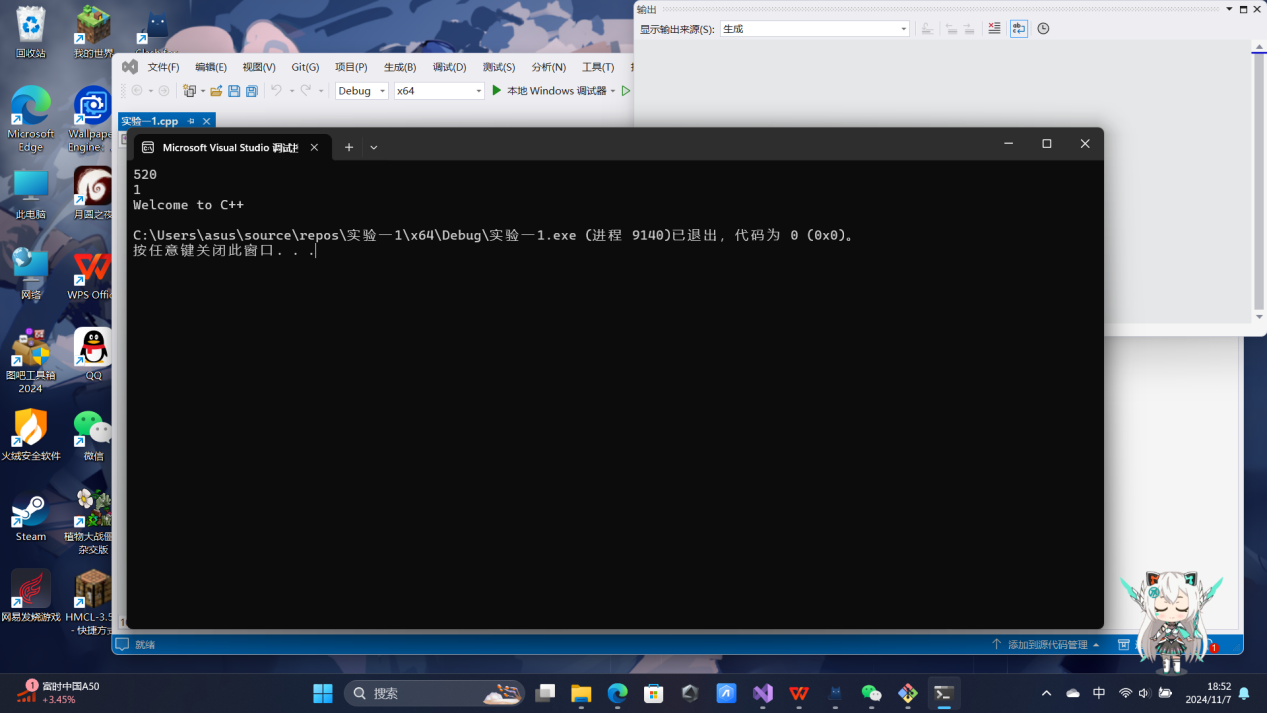 输出
显示输出来源(S): 生成
回收站
我的世界
文件(F) 编辑(E) 视图(V) Git(G) 项目(P) 生成(B) 调试(D) 测试(S) 分析(N) 工具(T)
Debug x64 本地 Windows 调试器
实验一1.cpp
Microsoft Visual Studio 调试
520
1
Welcome to C++
C:\Users\asus\source\repos\实验一1\x64\Debug\实验一1.exe (进程 9140)已退出，代码为 0 (0x0)。
按任意键关闭此窗口. . .
Microsoft
Edge
Wallpape
Engine:
此电脑
月圆之夜
网络
WPS Offi
图吧工具箱
2024
QQ
火绒安全软件
微信
Steam
植物大战僵
杂交版
网易发烧游戏
HMCL-3.5
- 快捷方式
就绪
添加到源代码管理
1
1
富时中国A50
+3.45%
搜索
中
18:52
2024/11/7